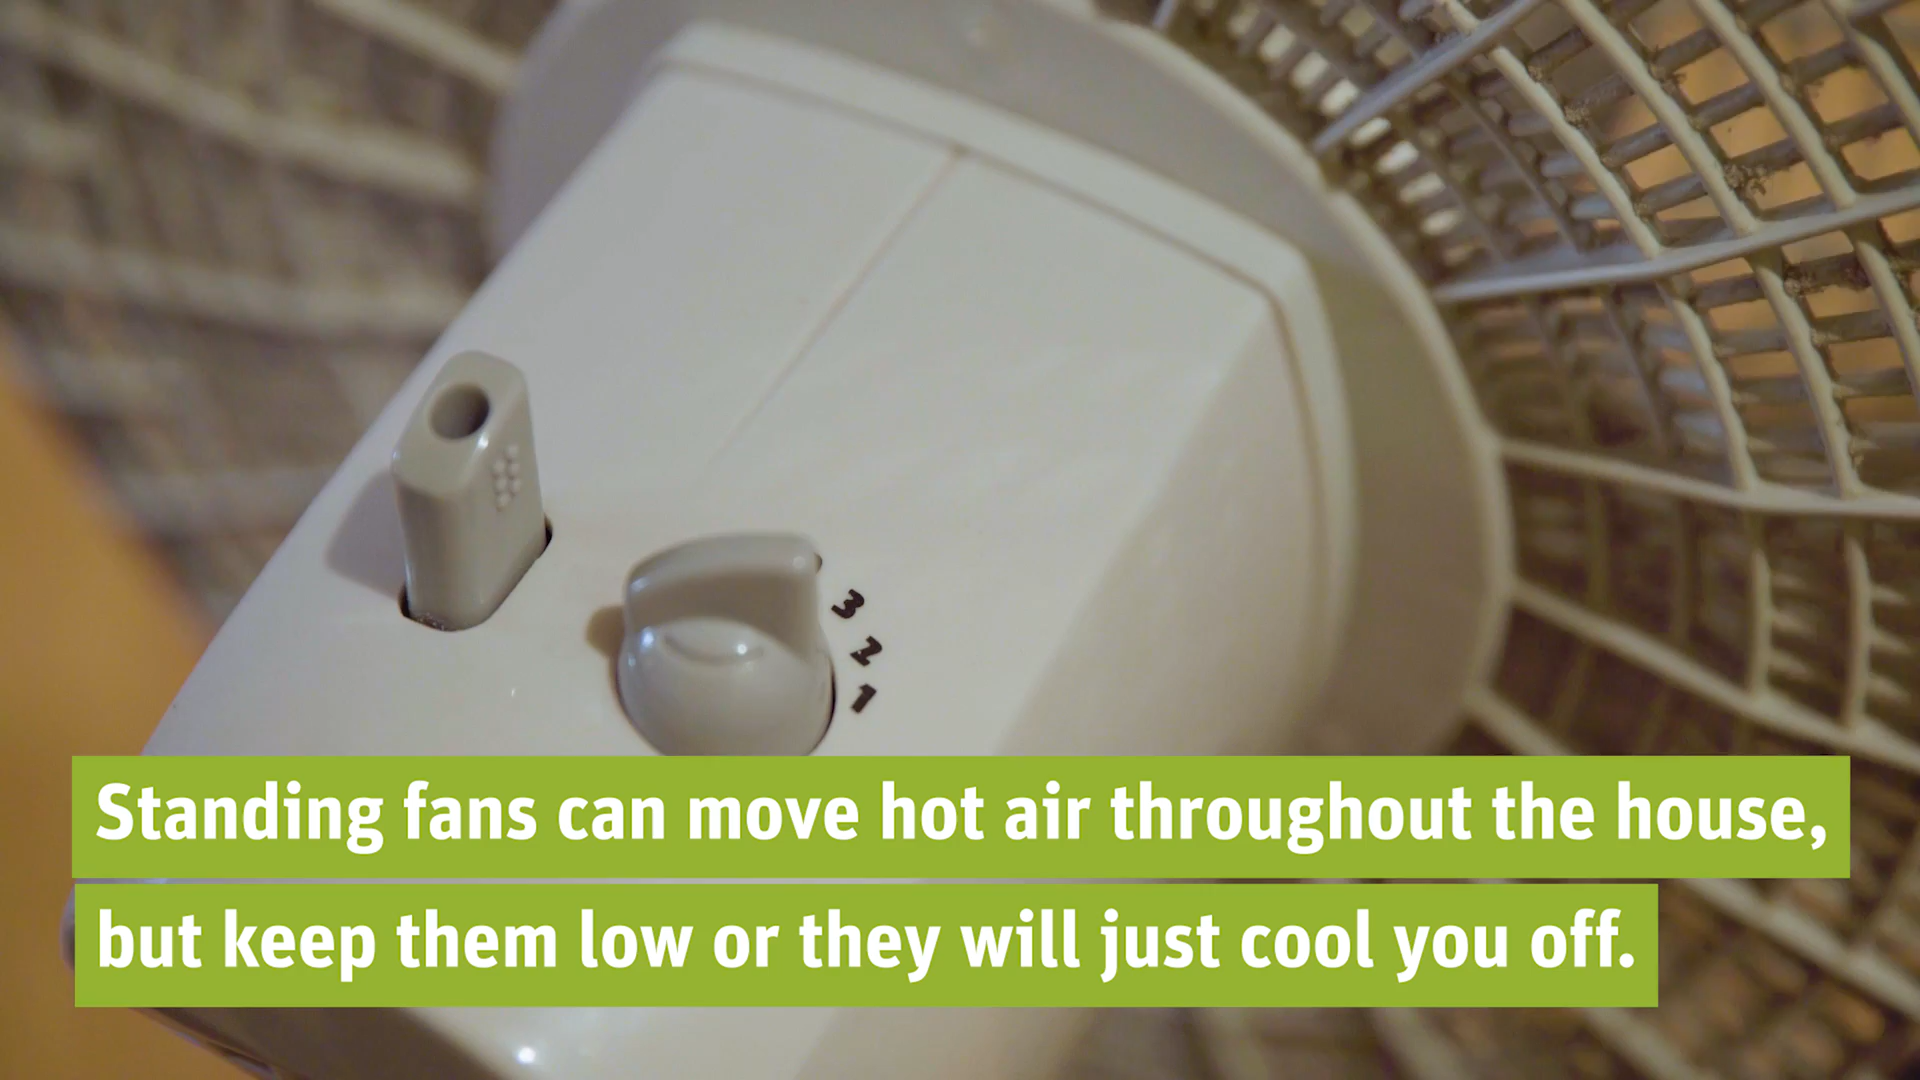 3
2
1
Standing fans can move hot air throughout the house,
but keep them low or they will just cool you off.